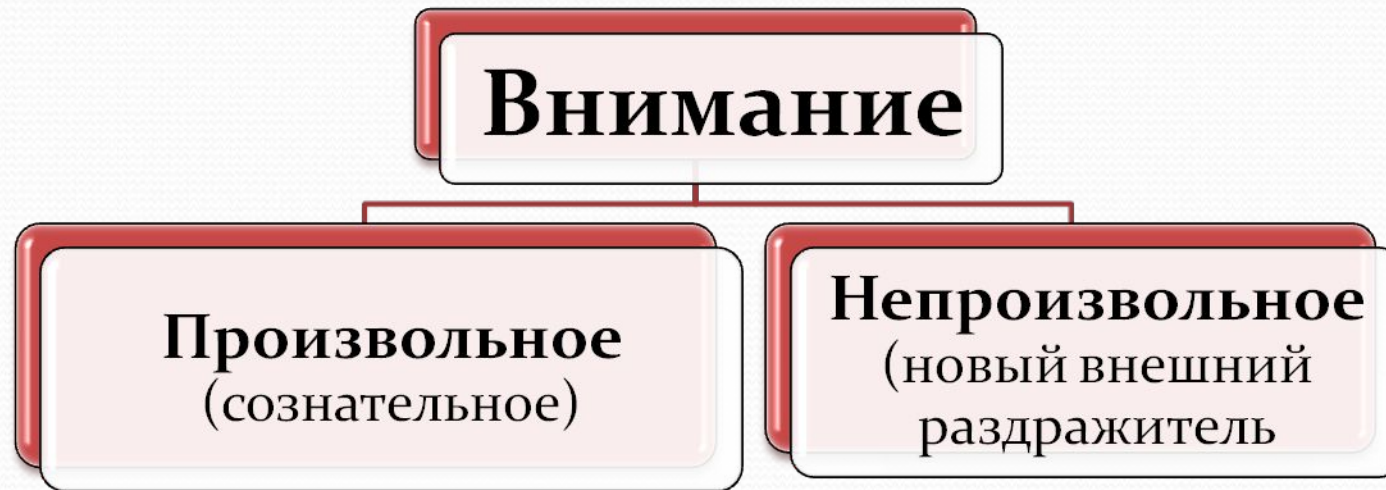 Внимание
Произвольное
(сознательное)
Непроизвольное
(новый внешний
раздражитель